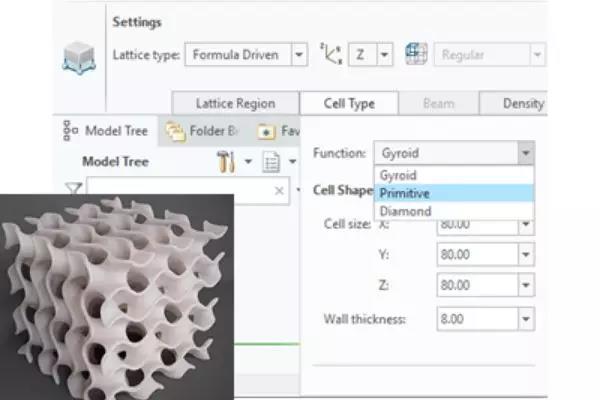 Settings
Lattice type: Formula Driven Z Regular
Lattice Region Cell Type Beam Density
Model Tree Folder B Fav
Model Tree
Function: Gyroid
Gyroid
Primitive
Diamond
Cell Shape
Cell size: X: 80.00
Y: 80.00
Z: 80.00
Wall thickness: 8.00